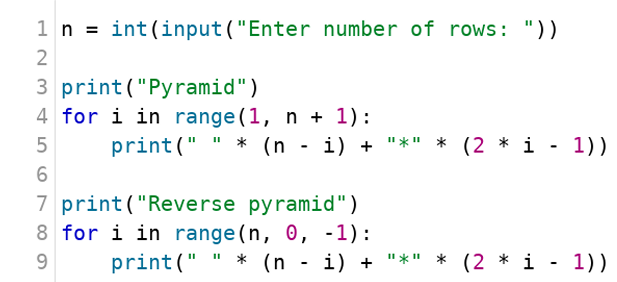 1 n = int(input("Enter number of rows: "))
2
3 print("Pyramid")
4 for i in range(1, n + 1):
5     print(" " * (n - i) + "*" * (2 * i - 1))
6
7 print("Reverse pyramid")
8 for i in range(n, 0, -1):
9     print(" " * (n - i) + "*" * (2 * i - 1))